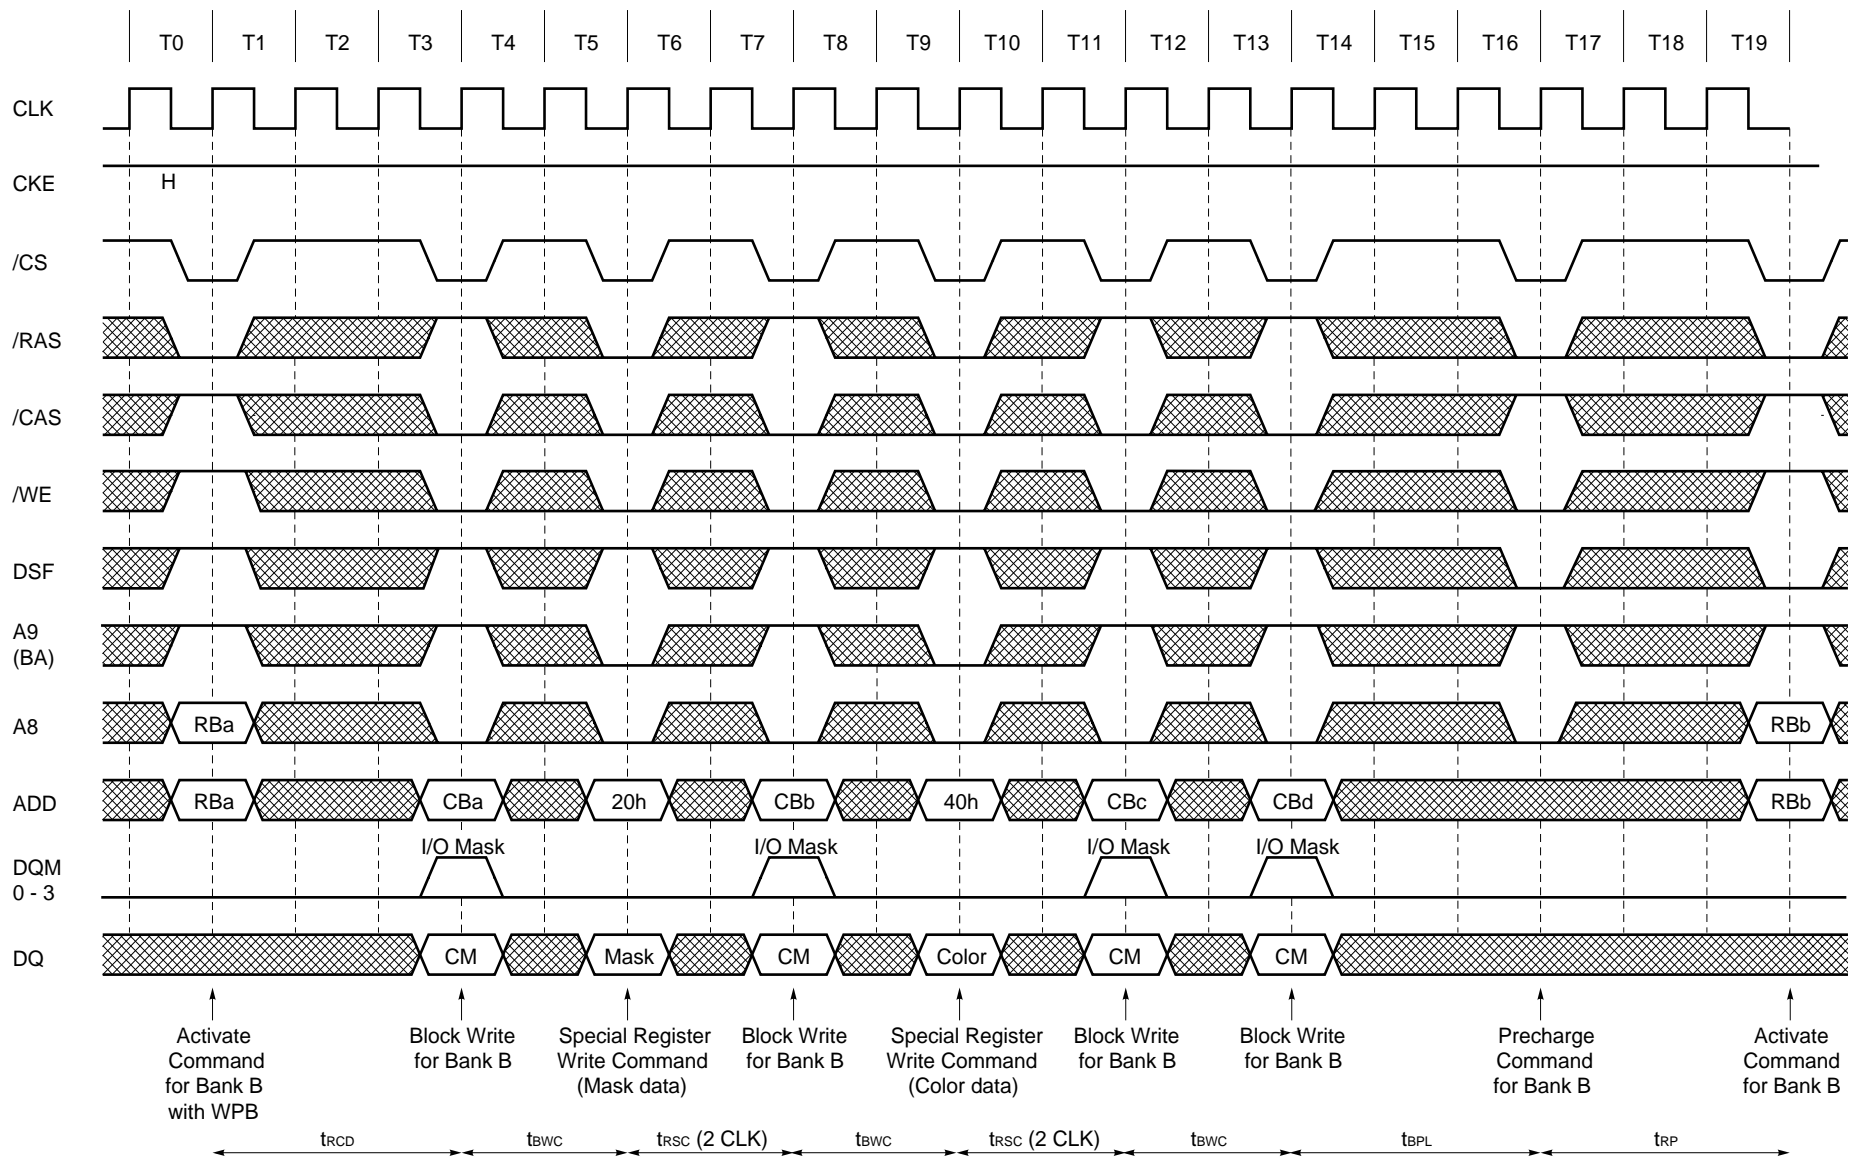 T0 T1 T2 T3 T4 T5 T6 T7 T8 T9 T10 T11 T12 T13 T14 T15 T16 T17 T18 T19
CLK
CKE H
/CS
/RAS
/CAS
/WE
DSF
A9
(BA)
A8 RBa RBb
ADD RBa CBa 20h CBb 40h CBc CBd RBb
I/O Mask I/O Mask I/O Mask I/O Mask
DQM
0 - 3
DQ CM Mask CM Color CM CM
Activate Block Write Special Register Block Write Special Register Block Write Block Write Precharge Activate
Command for Bank B Write Command for Bank B Write Command for Bank B for Bank B Command Command
for Bank B (Mask data) (Color data) for Bank B for Bank B
with WPB
tRCD tBWC tRSC (2 CLK) tBWC tRSC (2 CLK) tBWC tBPL tRP